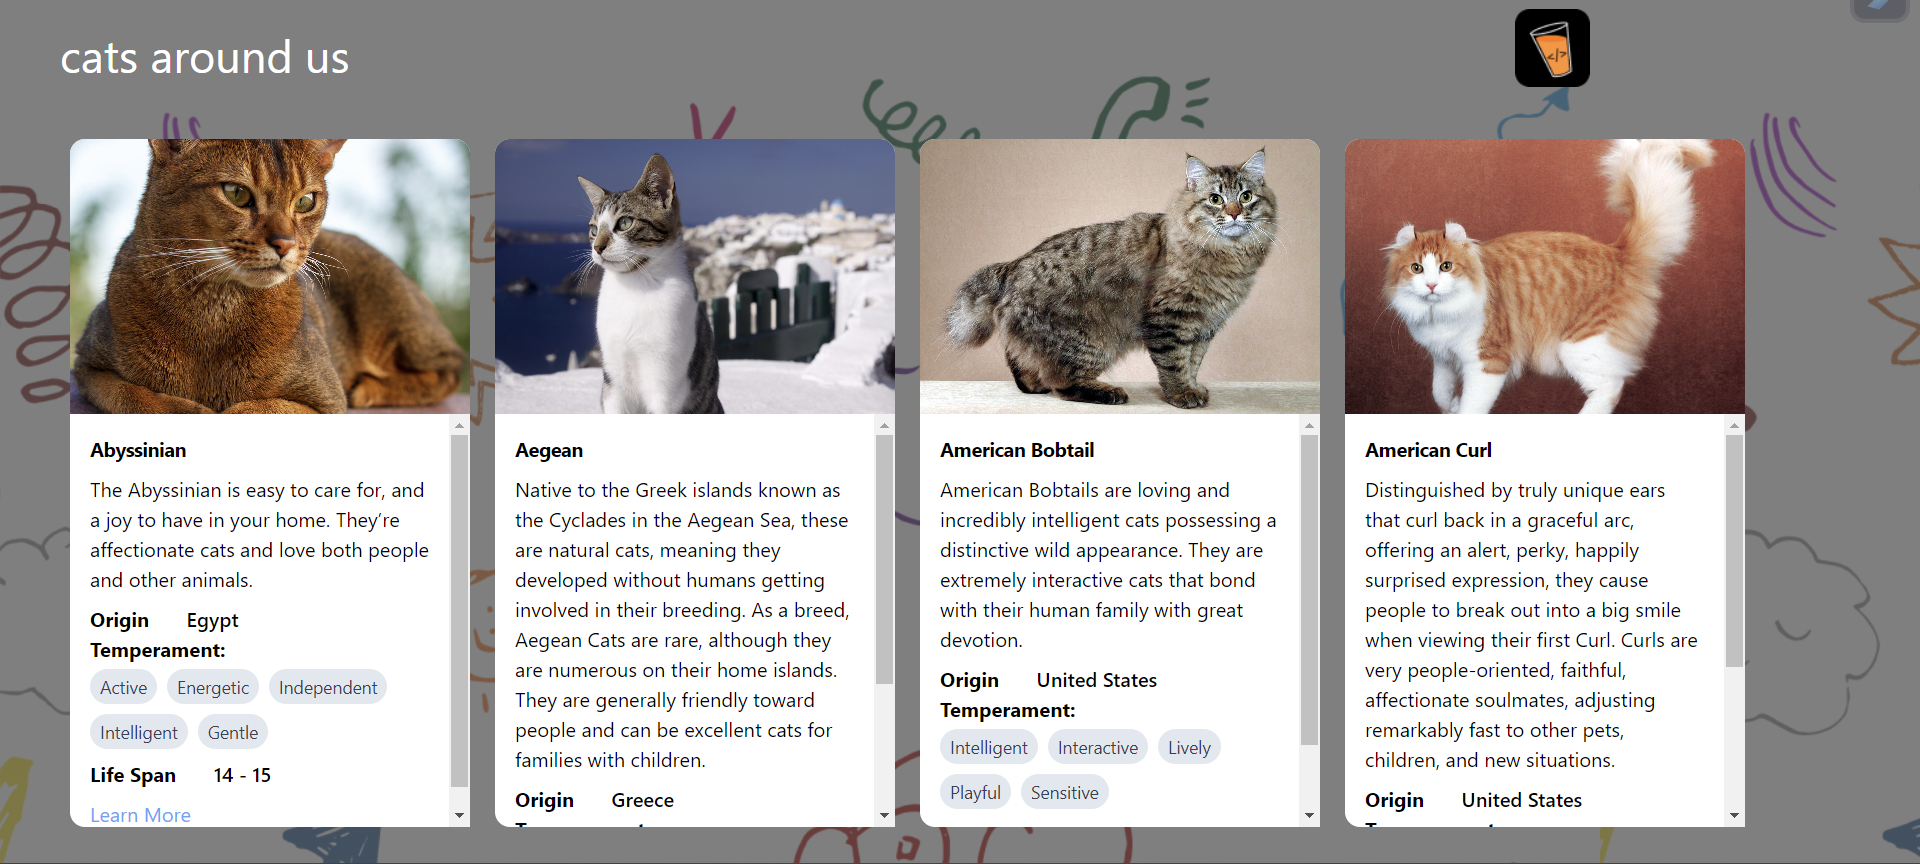 cats around us
</>
Abyssinian
The Abyssinian is easy to care for, and
a joy to have in your home. They’re
affectionate cats and love both people
and other animals.
Origin Egypt
Temperament:
Active Energetic Independent
Intelligent Gentle
Life Span 14 - 15
Learn More
Aegean
Native to the Greek islands known as
the Cyclades in the Aegean Sea, these
are natural cats, meaning they
developed without humans getting
involved in their breeding. As a breed,
Aegean Cats are rare, although they
are numerous on their home islands.
They are generally friendly toward
people and can be excellent cats for
families with children.
Origin Greece
American Bobtail
American Bobtails are loving and
incredibly intelligent cats possessing a
distinctive wild appearance. They are
extremely interactive cats that bond
with their human family with great
devotion.
Origin United States
Temperament:
Intelligent Interactive Lively
Playful Sensitive
American Curl
Distinguished by truly unique ears
that curl back in a graceful arc,
offering an alert, perky, happily
surprised expression, they cause
people to break out into a big smile
when viewing their first Curl. Curls are
very people-oriented, faithful,
affectionate soulmates, adjusting
remarkably fast to other pets,
children, and new situations.
Origin United States